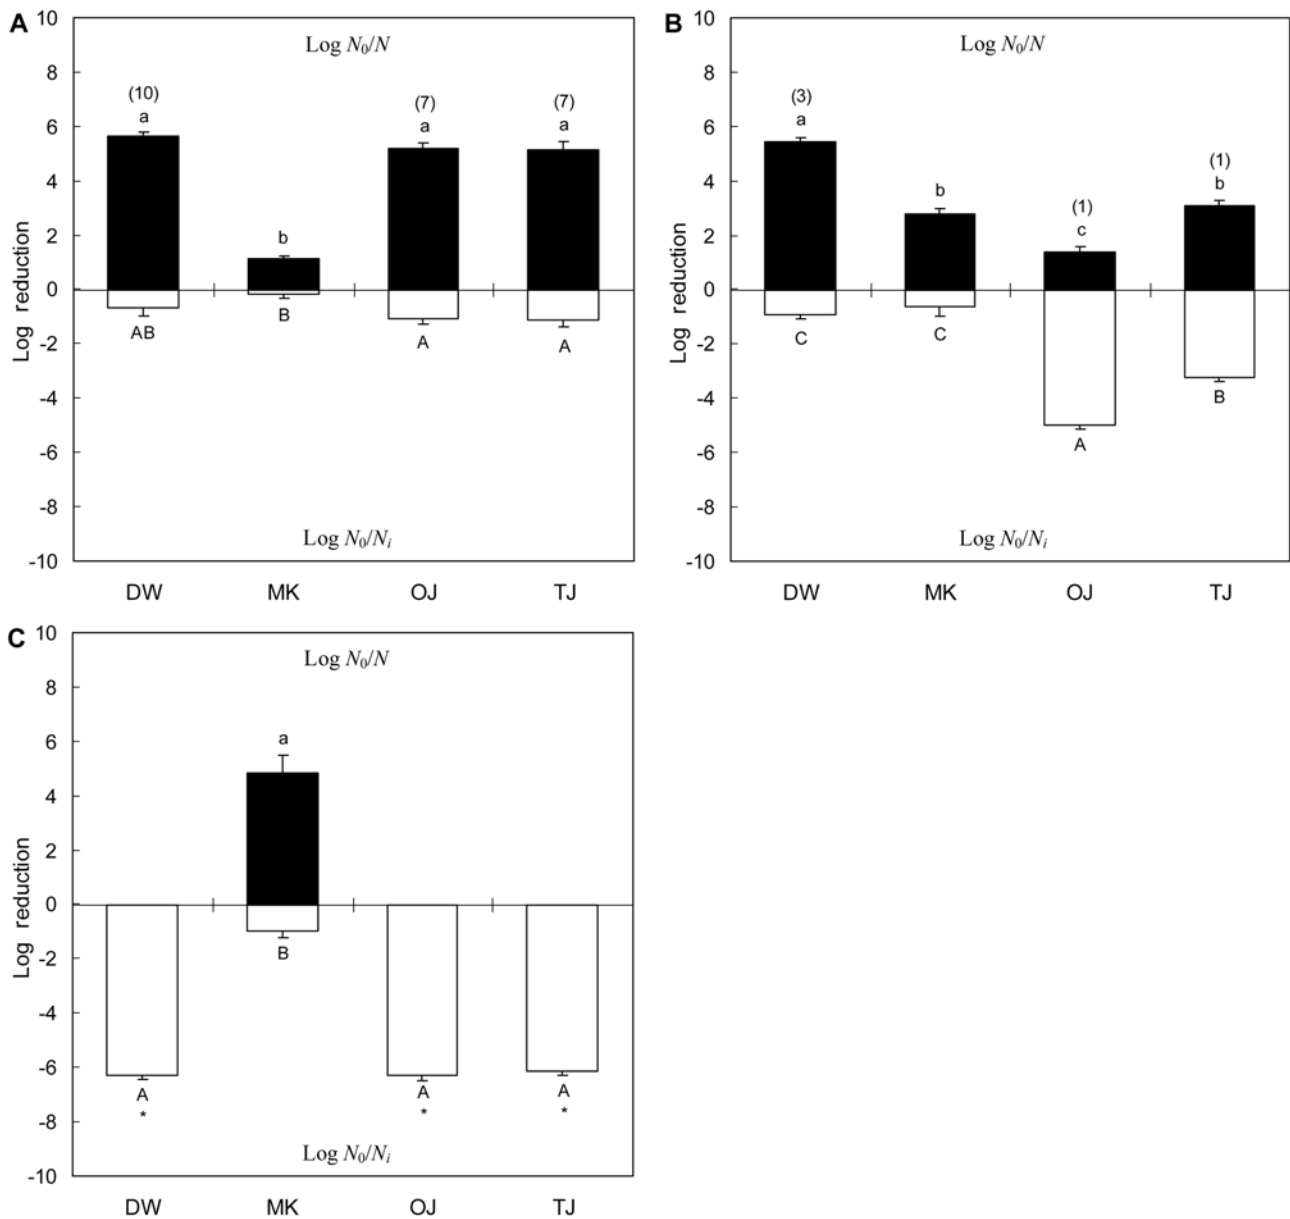 A
Log reduction
10
8
6
4
2
0
-2
-4
-6
-8
-10
Log N₀/N
(10)
a
b
(7)
a
(7)
a
AB
B
A
A
Log N₀/Nᵢ
DW MK OJ TJ
B
Log reduction
10
8
6
4
2
0
-2
-4
-6
-8
-10
Log N₀/N
(3)
a
b
(1)
c
(1)
b
C
C
A
B
Log N₀/Nᵢ
DW MK OJ TJ
C
Log reduction
10
8
6
4
2
0
-2
-4
-6
-8
-10
Log N₀/N
a
A
*
B
A
*
A
*
Log N₀/Nᵢ
DW MK OJ TJ